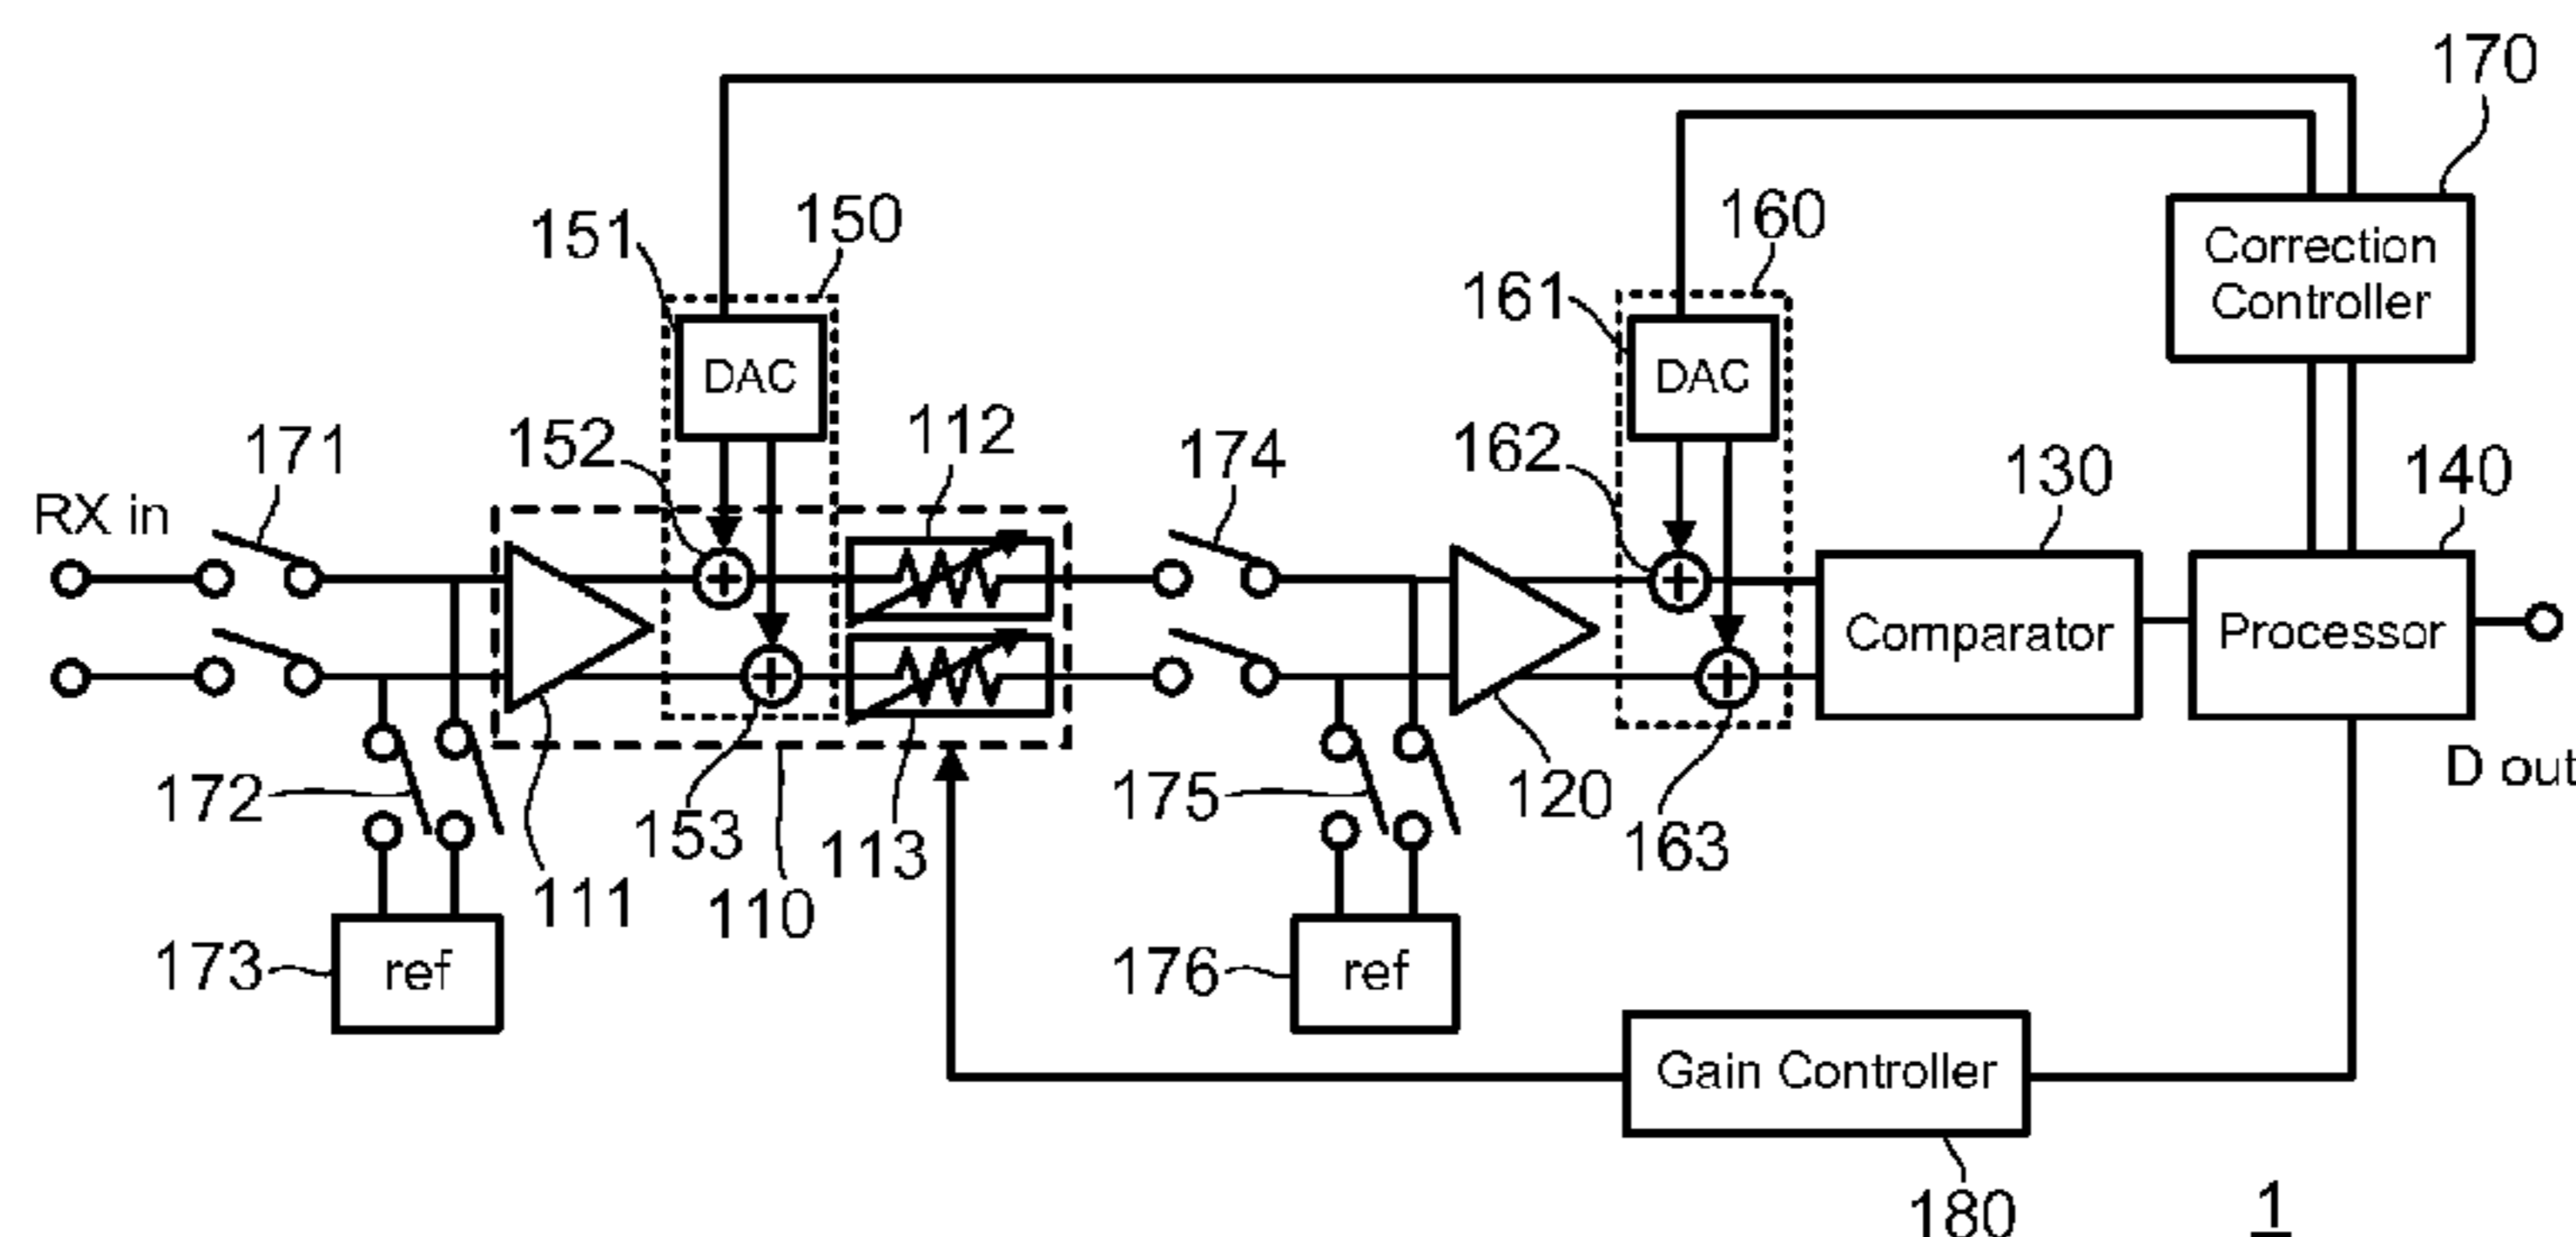 170
151
150
160
Correction
Controller
161
DAC
DAC
171
152
112
174
162
130
140
RX in
Comparator
Processor
172
175
D out
153
113
120
163
111
110
173
ref
176
ref
Gain Controller
180
1